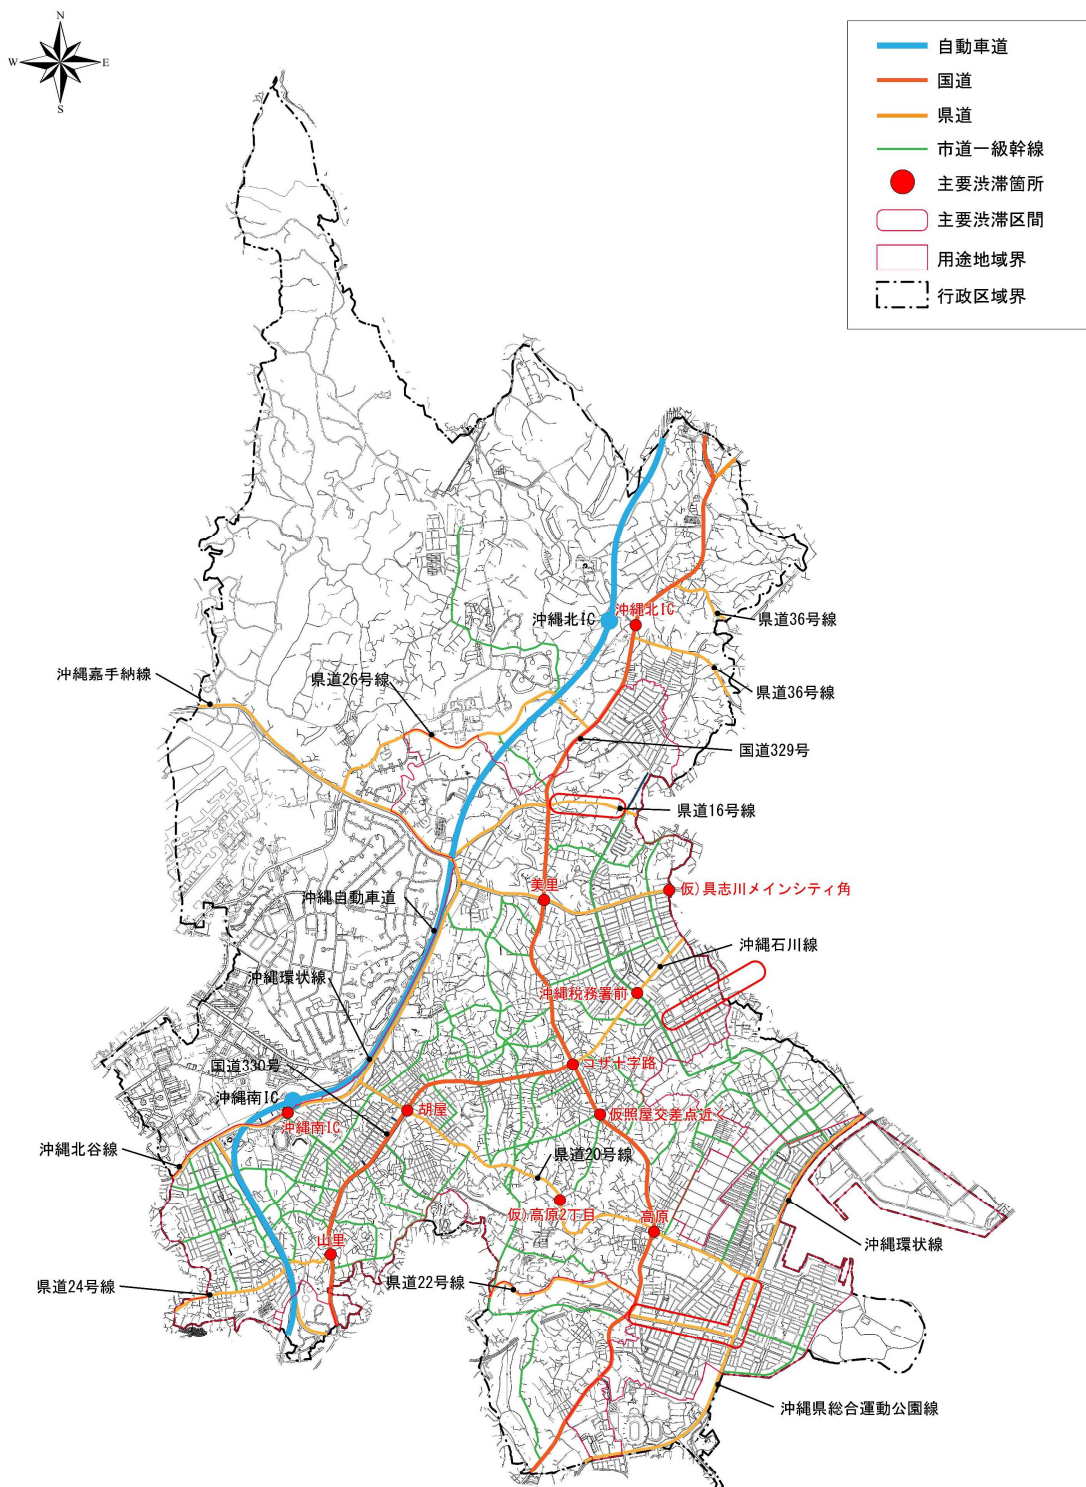 N
W
E
S
自動車道
国道
県道
市道一級幹線
主要渋滞箇所
主要渋滞区間
用途地域界
行政区域界
沖縄北IC
沖縄北IC
県道36号線
沖縄嘉手納線
県道26号線
県道36号線
国道329号
県道16号線
美里
仮)具志川メインシティ角
沖縄自動車道
沖縄石川線
沖縄環状線
沖縄税務署前
国道330号
コザ十字路
沖縄南IC
胡屋
仮照屋交差点近く
沖縄南IC
沖縄北谷線
県道20号線
仮)高原2丁目
高原
山里
沖縄環状線
県道24号線
県道22号線
沖縄県総合運動公園線